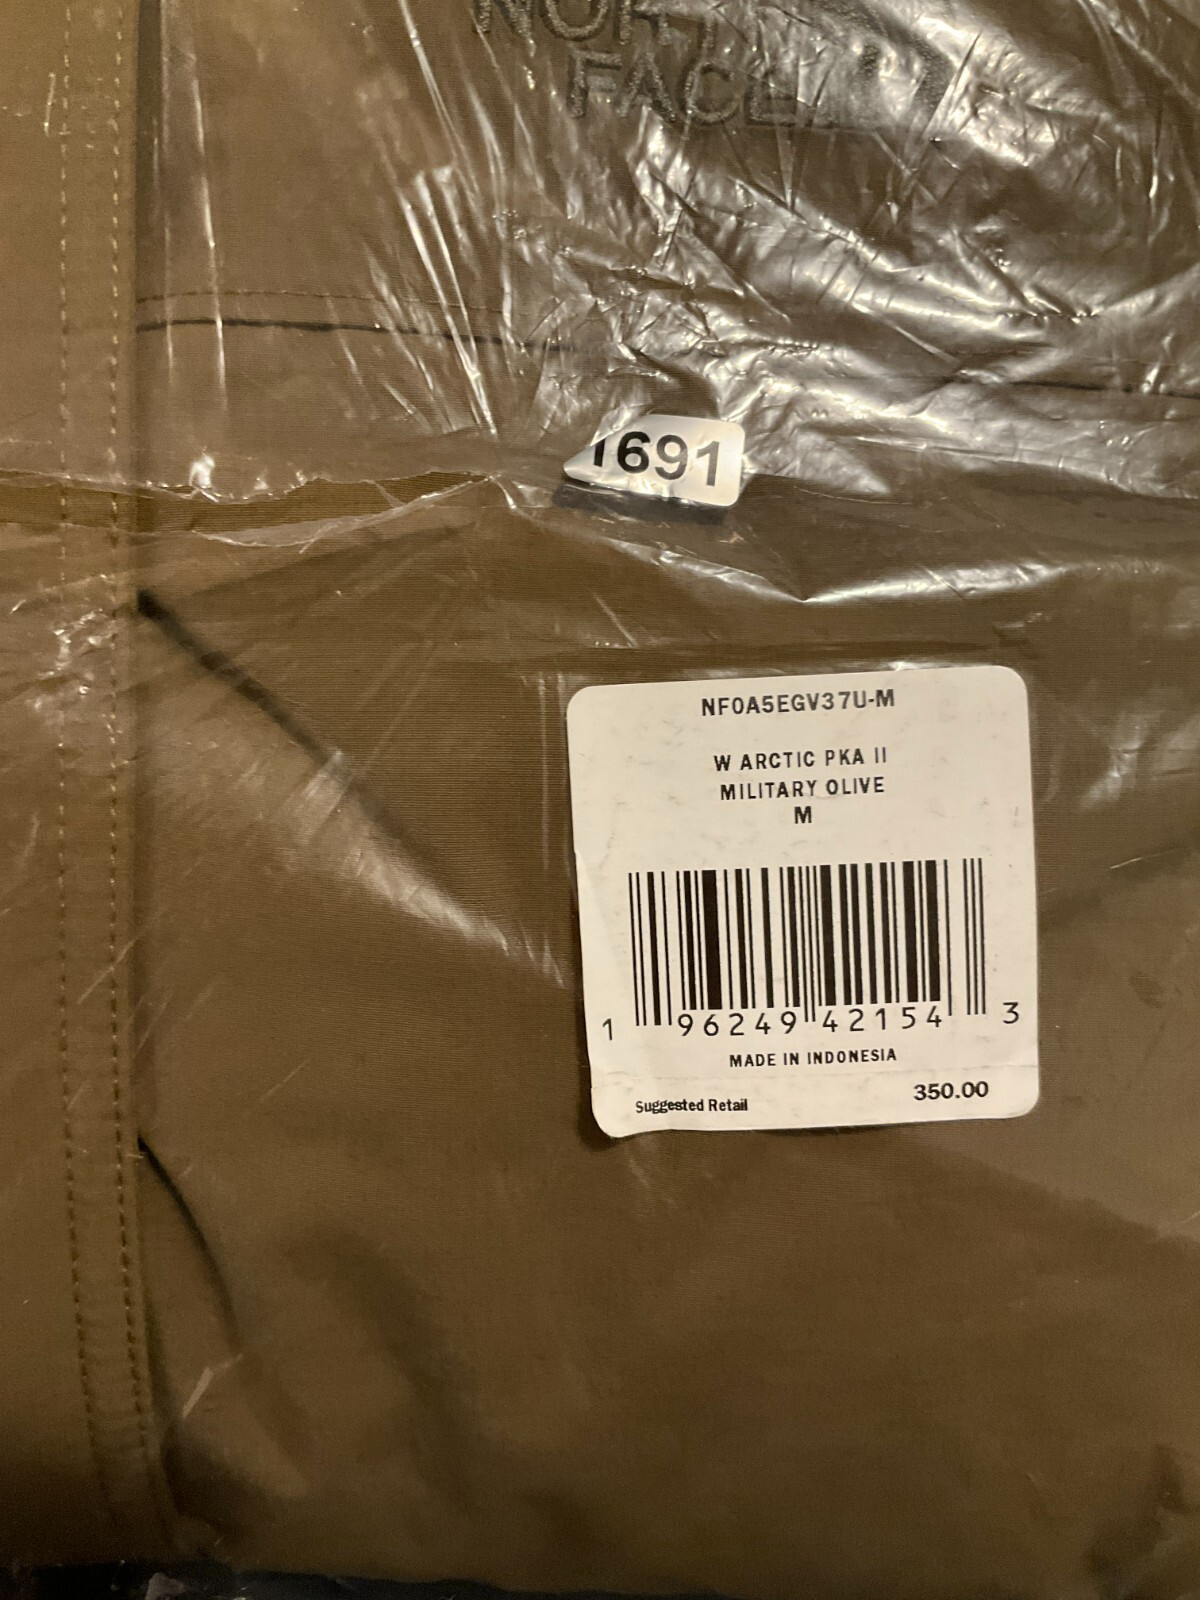 NOR
FACE
1691
NF0A5EGV37U-M
W ARCTIC PKA II
MILITARY OLIVE
M
1 96249 42154 3
MADE IN INDONESIA
Suggested Retail 350.00